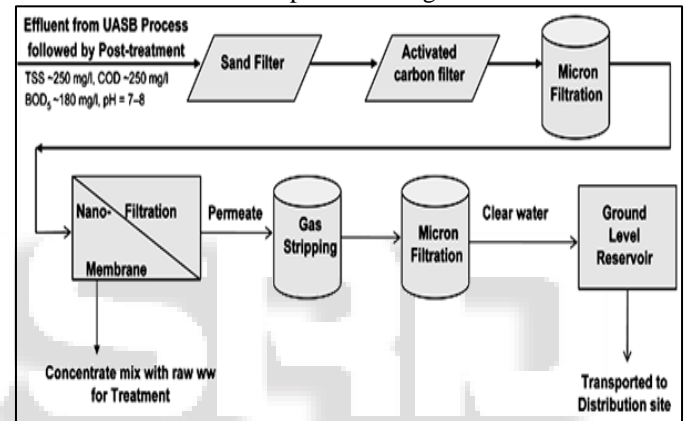 Effluent from UASB Process
followed by Post-treatment
TSS ~250 mg/l, COD ~250 mg/l
BOD₅ ~180 mg/l, pH = 7–8
Sand Filter
Activated
carbon filter
Micron
Filtration
Nano- Filtration
Membrane
Permeate
Gas
Stripping
Micron
Filtration
Clear water
Ground
Level
Reservoir
Concentrate mix with raw ww
for Treatment
Transported to
Distribution site